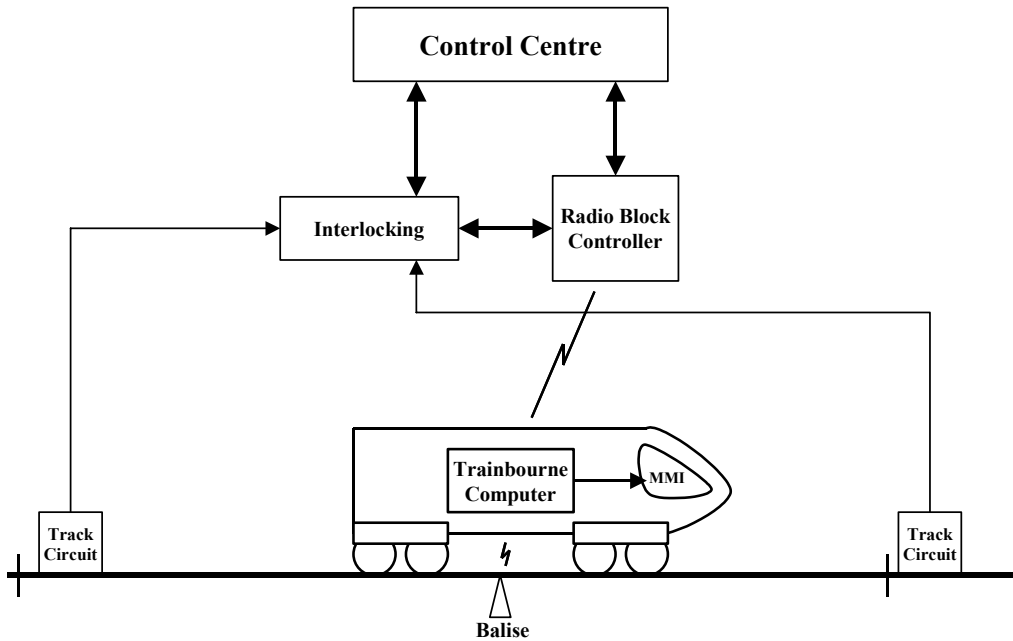 Control Centre
Interlocking
Radio Block
Controller
Trainbourne
Computer
MMI
Track
Circuit
Track
Circuit
Balise